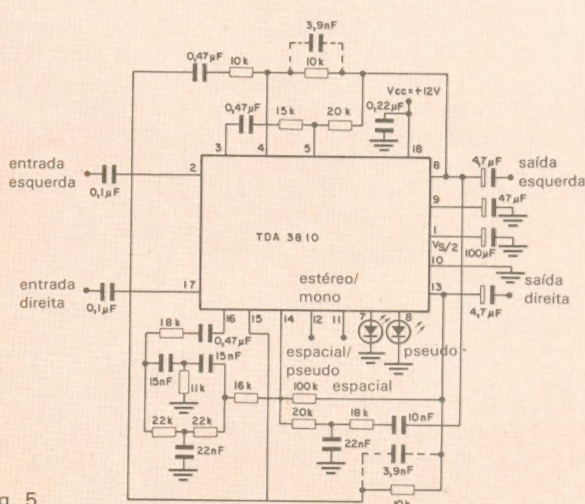 3,9nF
0,47µF
10k
10k
Vcc=+12V
0,47µF
15k
20k
0,22µF
3
4
5
18
entrada
esquerda
0,1µF
2
8
4,7µF
saída
esquerda
9
47µF
1
VS/2
100µF
TDA 3810
10
entrada
direita
0,1µF
17
estéreo/
mono
13
saída
direita
4,7µF
16
15
14
12
11
7
8
18k
0,47µF
espacial/
pseudo
pseudo
15nF
15nF
11k
espacial
16k
100k
22k
22k
20k
18k
10nF
22nF
22nF
3,9nF
10k
g. 5